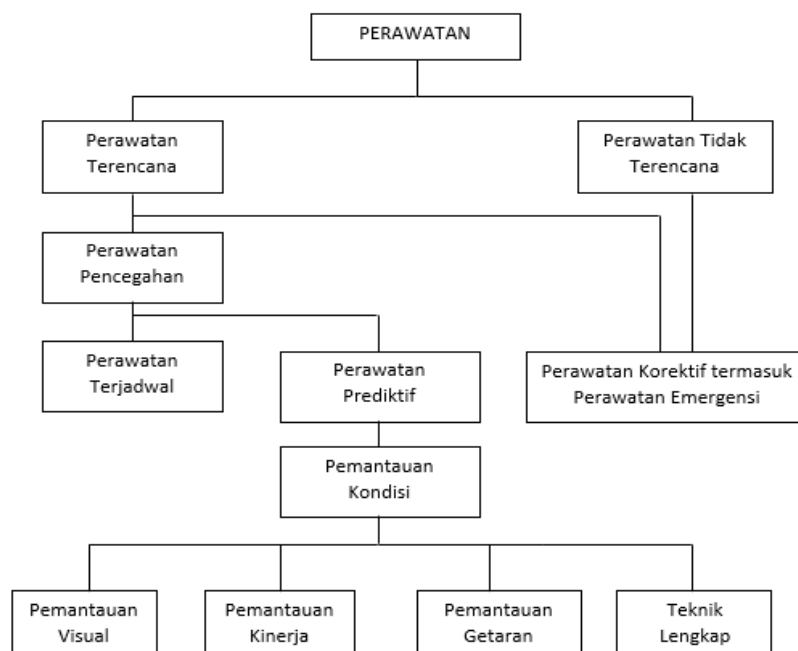 PERAWATAN
Perawatan
Terencana
Perawatan Tidak
Terencana
Perawatan
Pencegahan
Perawatan
Terjadwal
Perawatan
Prediktif
Perawatan Korektif termasuk
Perawatan Emergensi
Pemantauan
Kondisi
Pemantauan
Visual
Pemantauan
Kinerja
Pemantauan
Getaran
Teknik
Lengkap